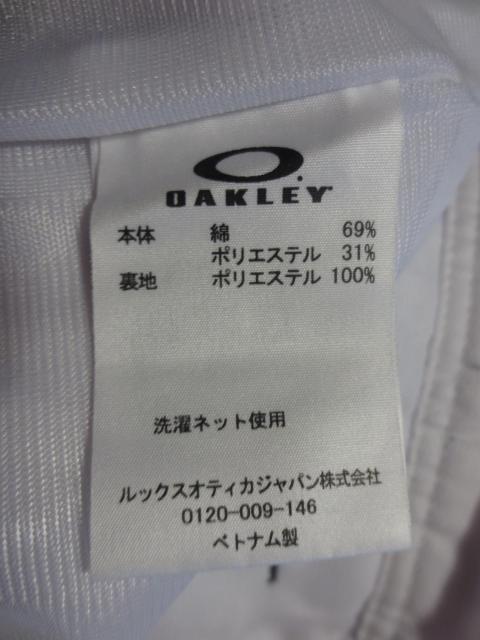 OAKLEY
本体 綿 69%
ポリエステル 31%
裏地 ポリエステル 100%
洗濯ネット使用
ルックスオティカジャパン株式会社
0120-009-146
ベトナム製